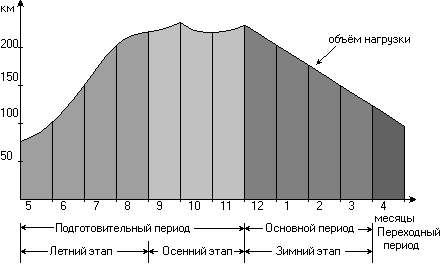 км
объём нагрузки
200
150
100
50
5 6 7 8 9 10 11 12 1 2 3 4
месяцы
Подготовительный период Основной период Переходный
период
Летний этап Осенний этап Зимний этап